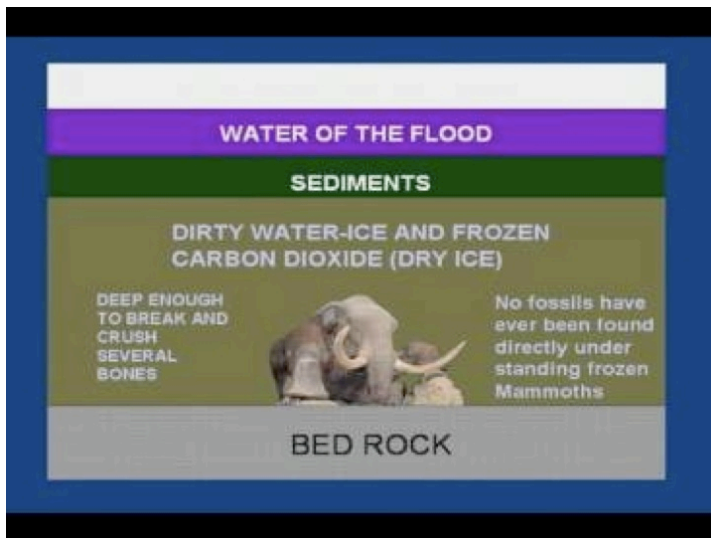 WATER OF THE FLOOD
SEDIMENTS
DIRTY WATER-ICE AND FROZEN
CARBON DIOXIDE (DRY ICE)
DEEP ENOUGH
TO BREAK AND
CRUSH
SEVERAL
BONES
No fossils have
ever been found
directly under
standing frozen
Mammoths
BED ROCK